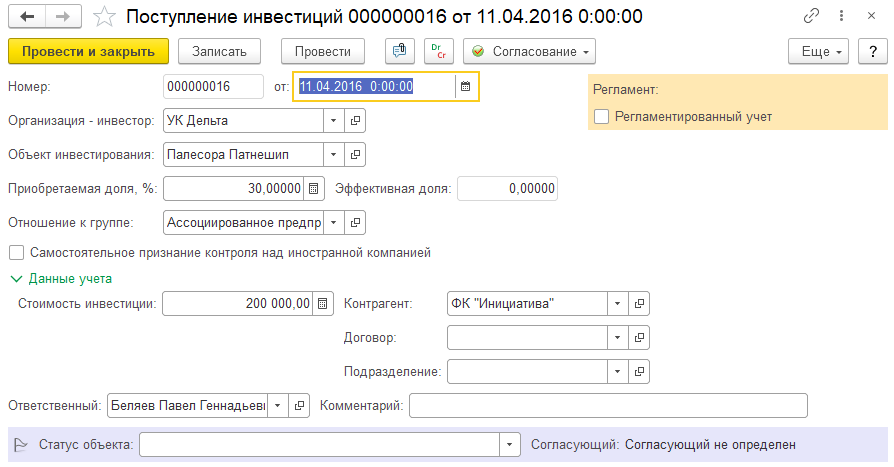 Поступление инвестиций 000000016 от 11.04.2016 0:00:00
Провести и закрыть Записать Провести Dr Cr Согласование Еще ?
Номер: 000000016 от: 11.04.2016 0:00:00 Регламент:
Организация - инвестор: УК Дельта Регламентированный учет
Объект инвестирования: Палесора Патнешип
Приобретаемая доля, %: 30,00000 Эффективная доля: 0,00000
Отношение к группе: Ассоциированное предпр
Самостоятельное признание контроля над иностранной компанией
Данные учета
Стоимость инвестиции: 200 000,00 Контрагент: ФК "Инициатива"
Договор:
Подразделение:
Ответственный: Беляев Павел Геннадьеви Комментарий:
Статус объекта: Согласующий: Согласующий не определен